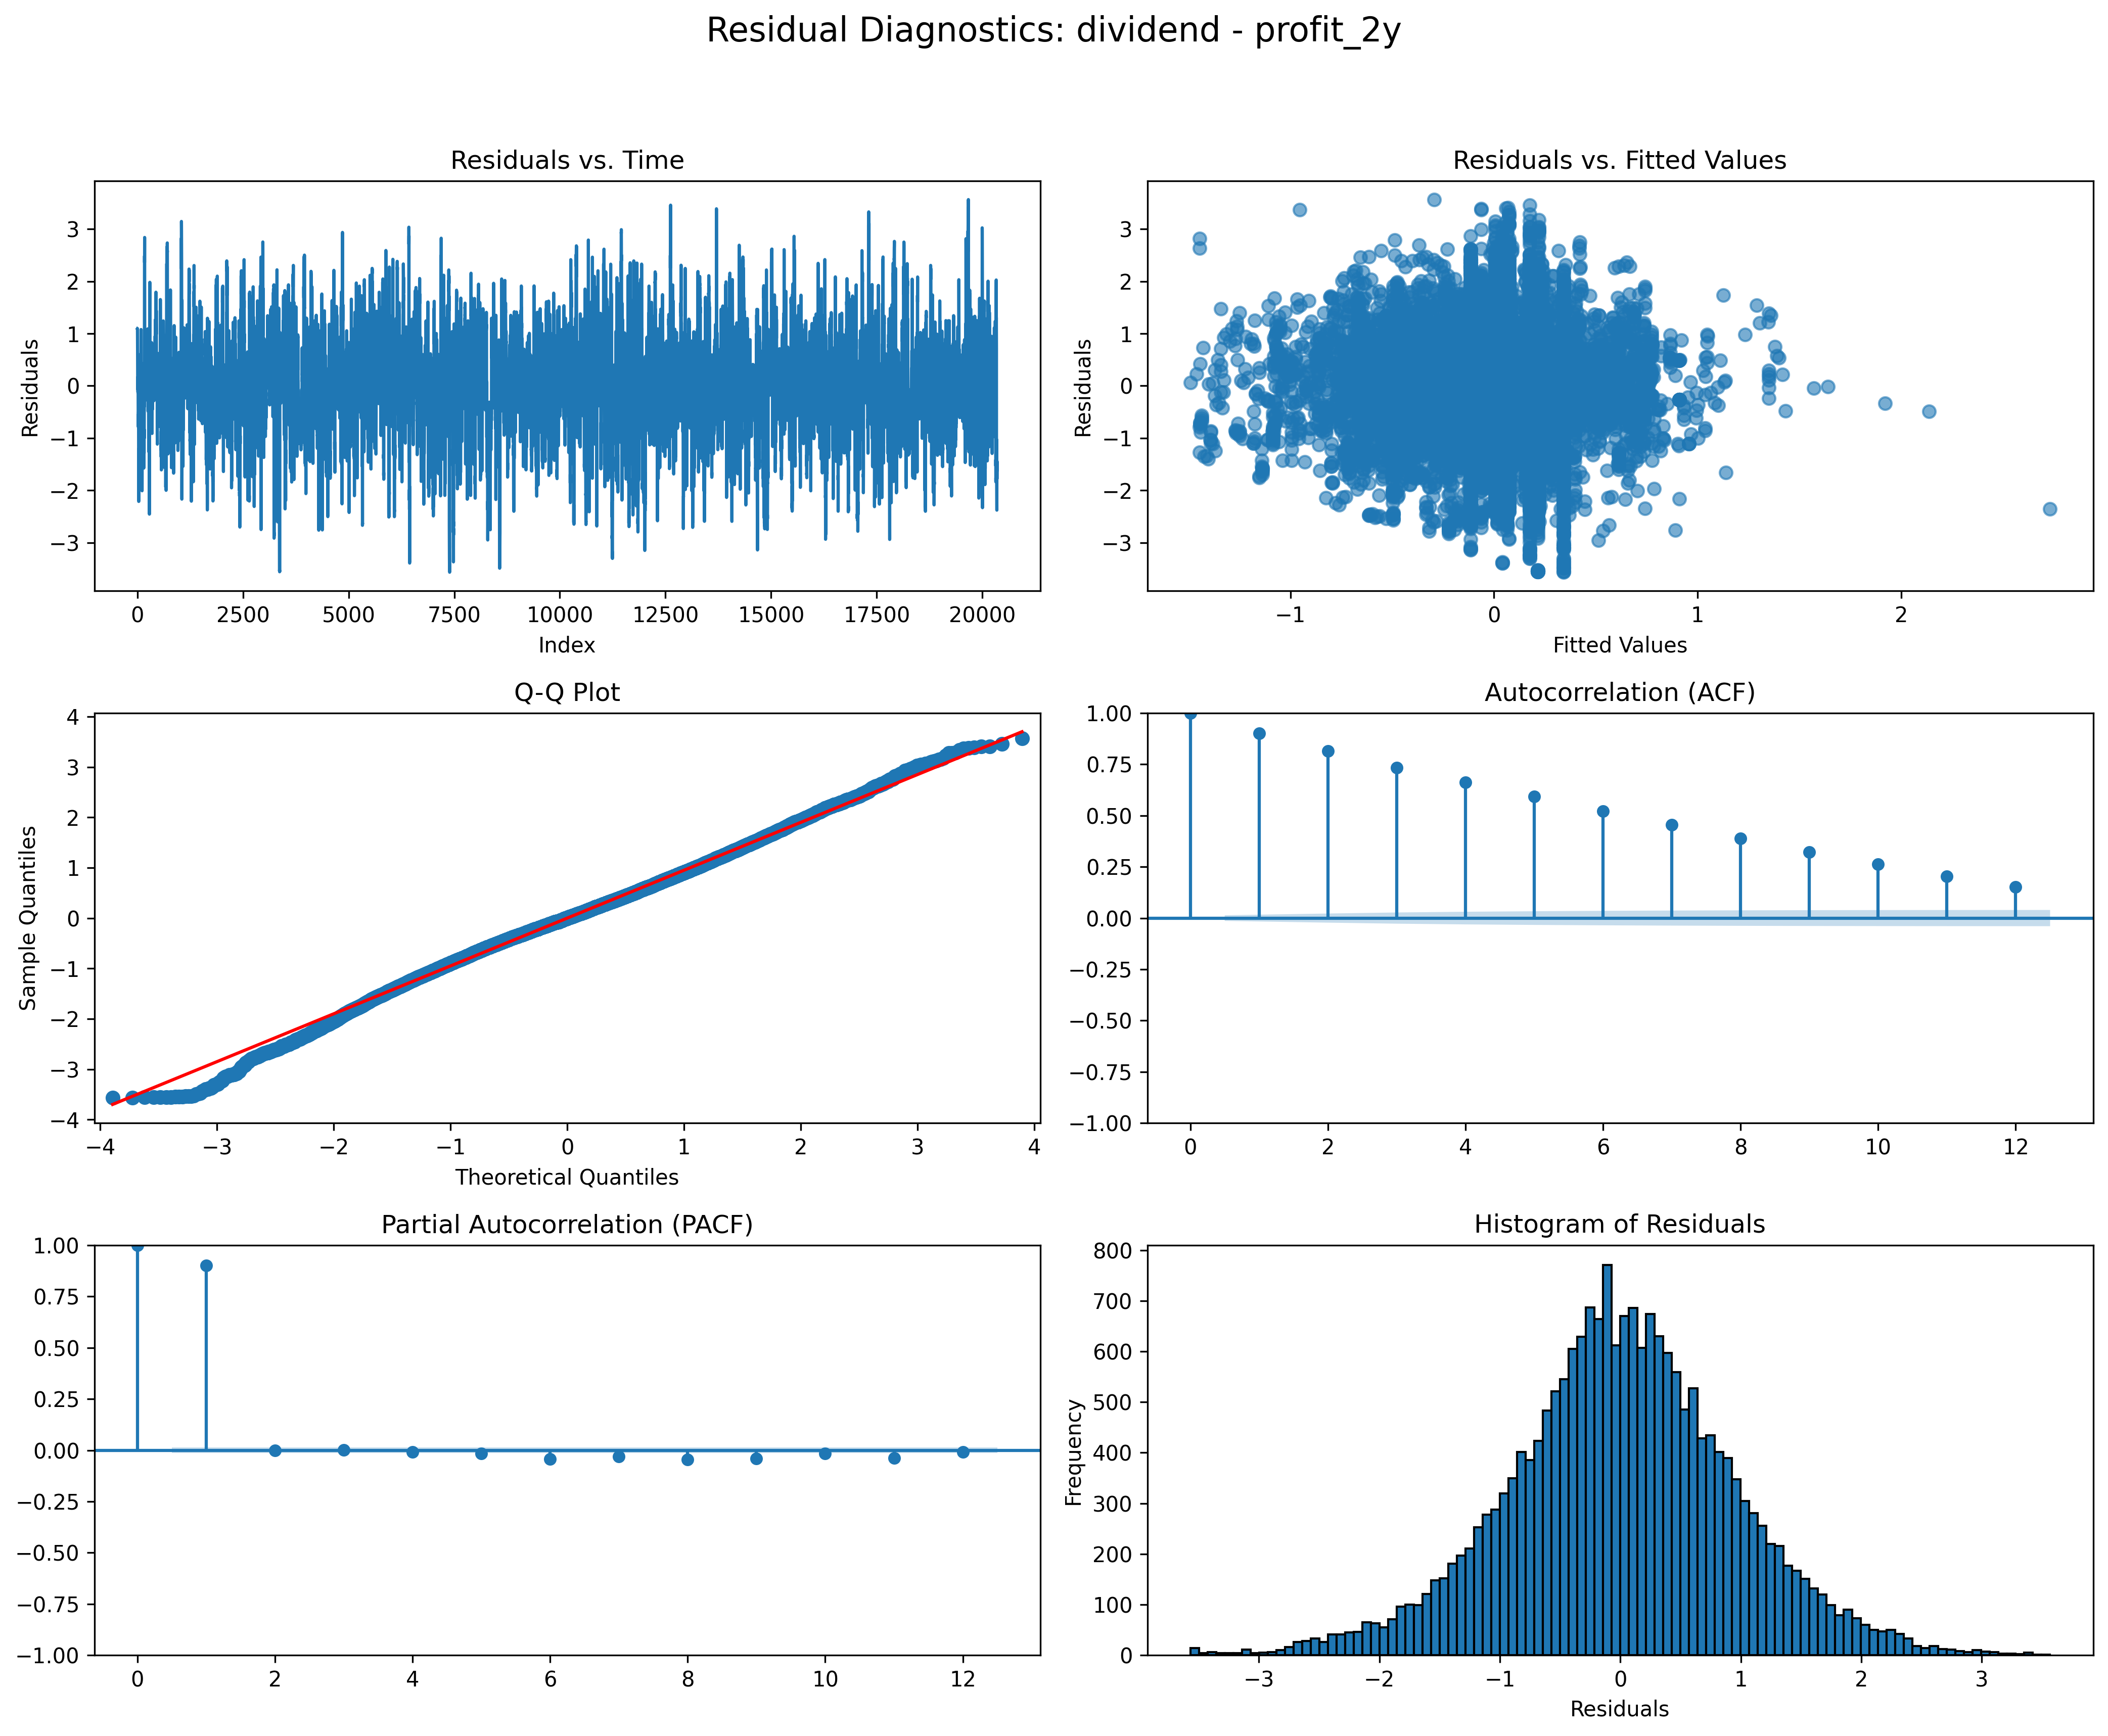 Residual Diagnostics: dividend - profit_2y
Residuals vs. Time
Residuals
3
2
1
0
−1
−2
−3
0 2500 5000 7500 10000 12500 15000 17500 20000
Index
Residuals vs. Fitted Values
Residuals
3
2
1
0
−1
−2
−3
−1 0 1 2
Fitted Values
Q-Q Plot
Sample Quantiles
4
3
2
1
0
−1
−2
−3
−4
−4 −3 −2 −1 0 1 2 3 4
Theoretical Quantiles
Autocorrelation (ACF)
1.00
0.75
0.50
0.25
0.00
−0.25
−0.50
−0.75
−1.00
0 2 4 6 8 10 12
Partial Autocorrelation (PACF)
1.00
0.75
0.50
0.25
0.00
−0.25
−0.50
−0.75
−1.00
0 2 4 6 8 10 12
Histogram of Residuals
Frequency
800
700
600
500
400
300
200
100
0
−3 −2 −1 0 1 2 3
Residuals